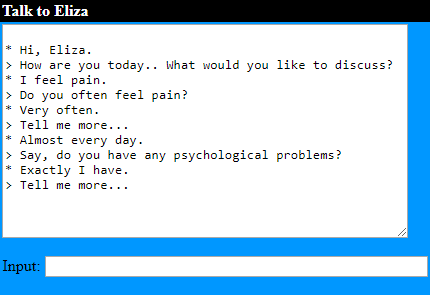 Talk to Eliza
* Hi, Eliza.
> How are you today.. What would you like to discuss?
* I feel pain.
> Do you often feel pain?
* Very often.
> Tell me more...
* Almost every day.
> Say, do you have any psychological problems?
* Exactly I have.
> Tell me more...
Input: